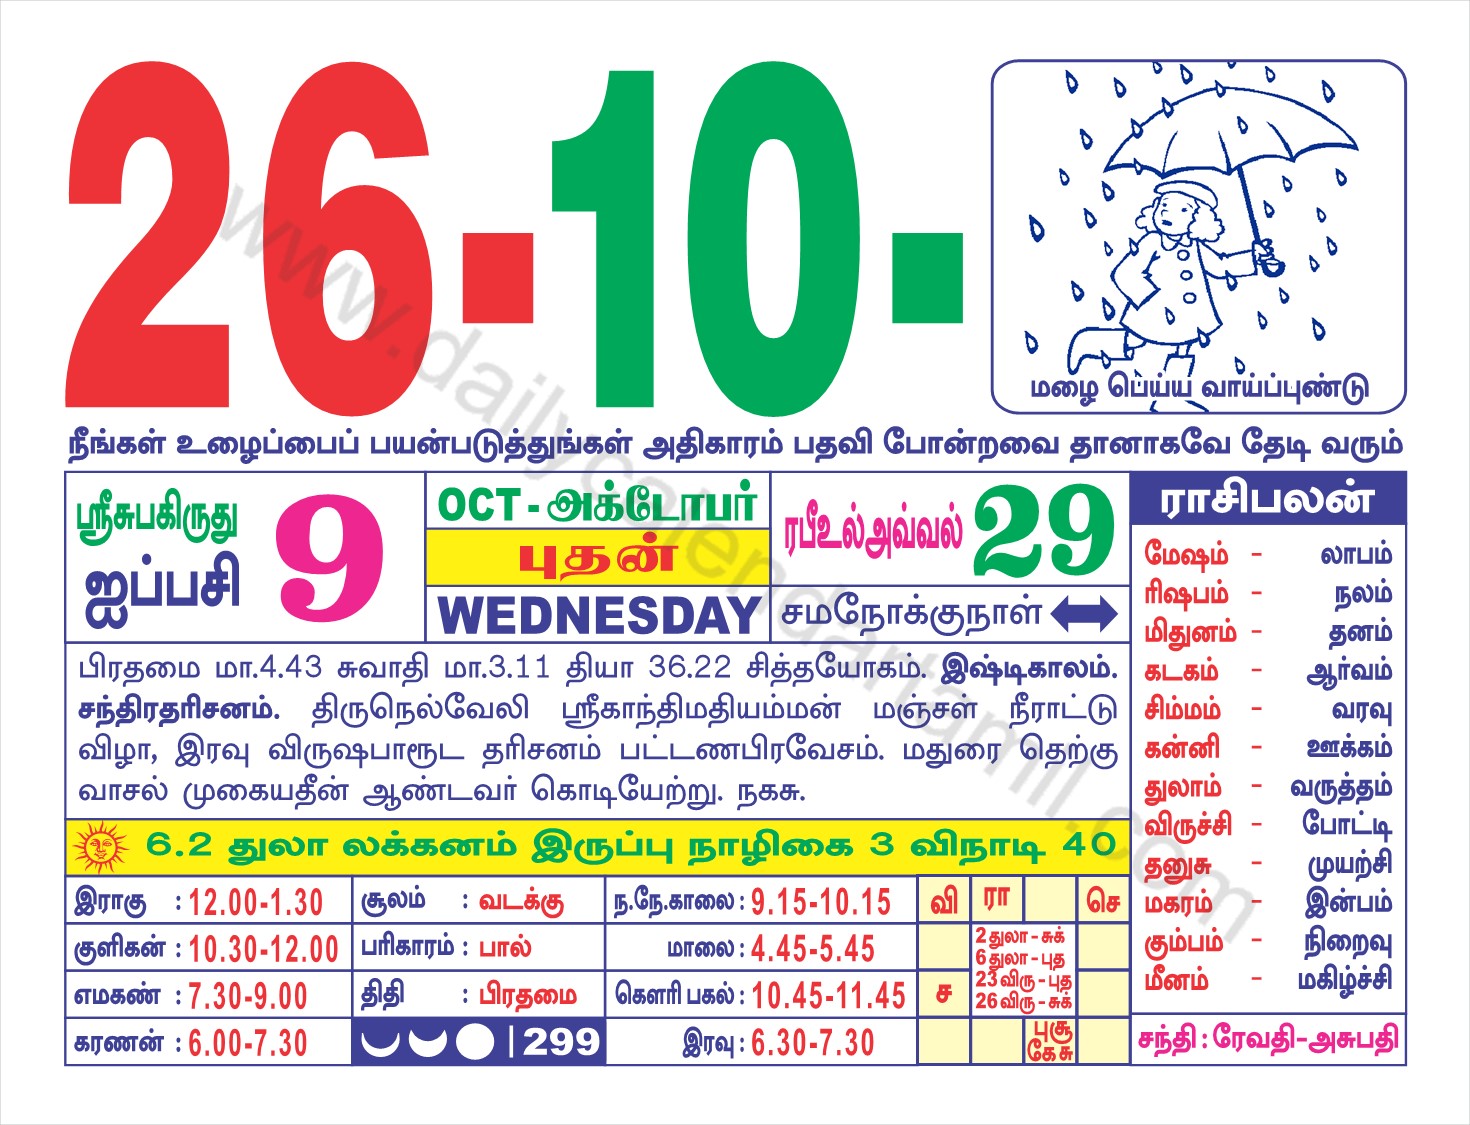 26-10-
மழை பெய்ய வாய்ப்புண்டு
நீங்கள் உழைப்பைப் பயன்படுத்துங்கள் அதிகாரம் பதவி போன்றவை தானாகவே தேடி வரும்
ஸ்ரீசுபகிருது
ஐப்பசி
9
OCT - அக்டோபர்
புதன்
WEDNESDAY
ரபீஉல்அவ்வல் 29
சமநோக்குநாள்
பிரதமை மா.4.43 சுவாதி மா.3.11 தியா 36.22 சித்தயோகம். இஷ்டிகாலம்.
சந்திரதரிசனம். திருநெல்வேலி ஸ்ரீகாந்திமதியம்மன் மஞ்சள் நீராட்டு
விழா, இரவு விருஷபாரூட தரிசனம் பட்டணபிரவேசம். மதுரை தெற்கு
வாசல் முகையதீன் ஆண்டவர் கொடியேற்று. நகசு.
6.2 துலா லக்கனம் இருப்பு நாழிகை 3 விநாடி 40
இராகு : 12.00-1.30
குளிகன் : 10.30-12.00
எமகண் : 7.30-9.00
கரணன் : 6.00-7.30
சூலம் : வடக்கு
பரிகாரம் : பால்
திதி : பிரதமை
299
ந.நே.காலை : 9.15-10.15
மாலை : 4.45-5.45
கௌரி பகல் : 10.45-11.45
இரவு : 6.30-7.30
வி ரா செ
2 துலா - சுக்
6 துலா - புத
23 விரு - புத
26 விரு - சுக்
ச
புசூ
கேசு
ராசிபலன்
மேஷம் - லாபம்
ரிஷபம் - நலம்
மிதுனம் - தனம்
கடகம் - ஆர்வம்
சிம்மம் - வரவு
கன்னி - ஊக்கம்
துலாம் - வருத்தம்
விருச்சி - போட்டி
தனுசு - முயற்சி
மகரம் - இன்பம்
கும்பம் - நிறைவு
மீனம் - மகிழ்ச்சி
சந்தி : ரேவதி-அசுபதி
www.dailycalendartamil.com